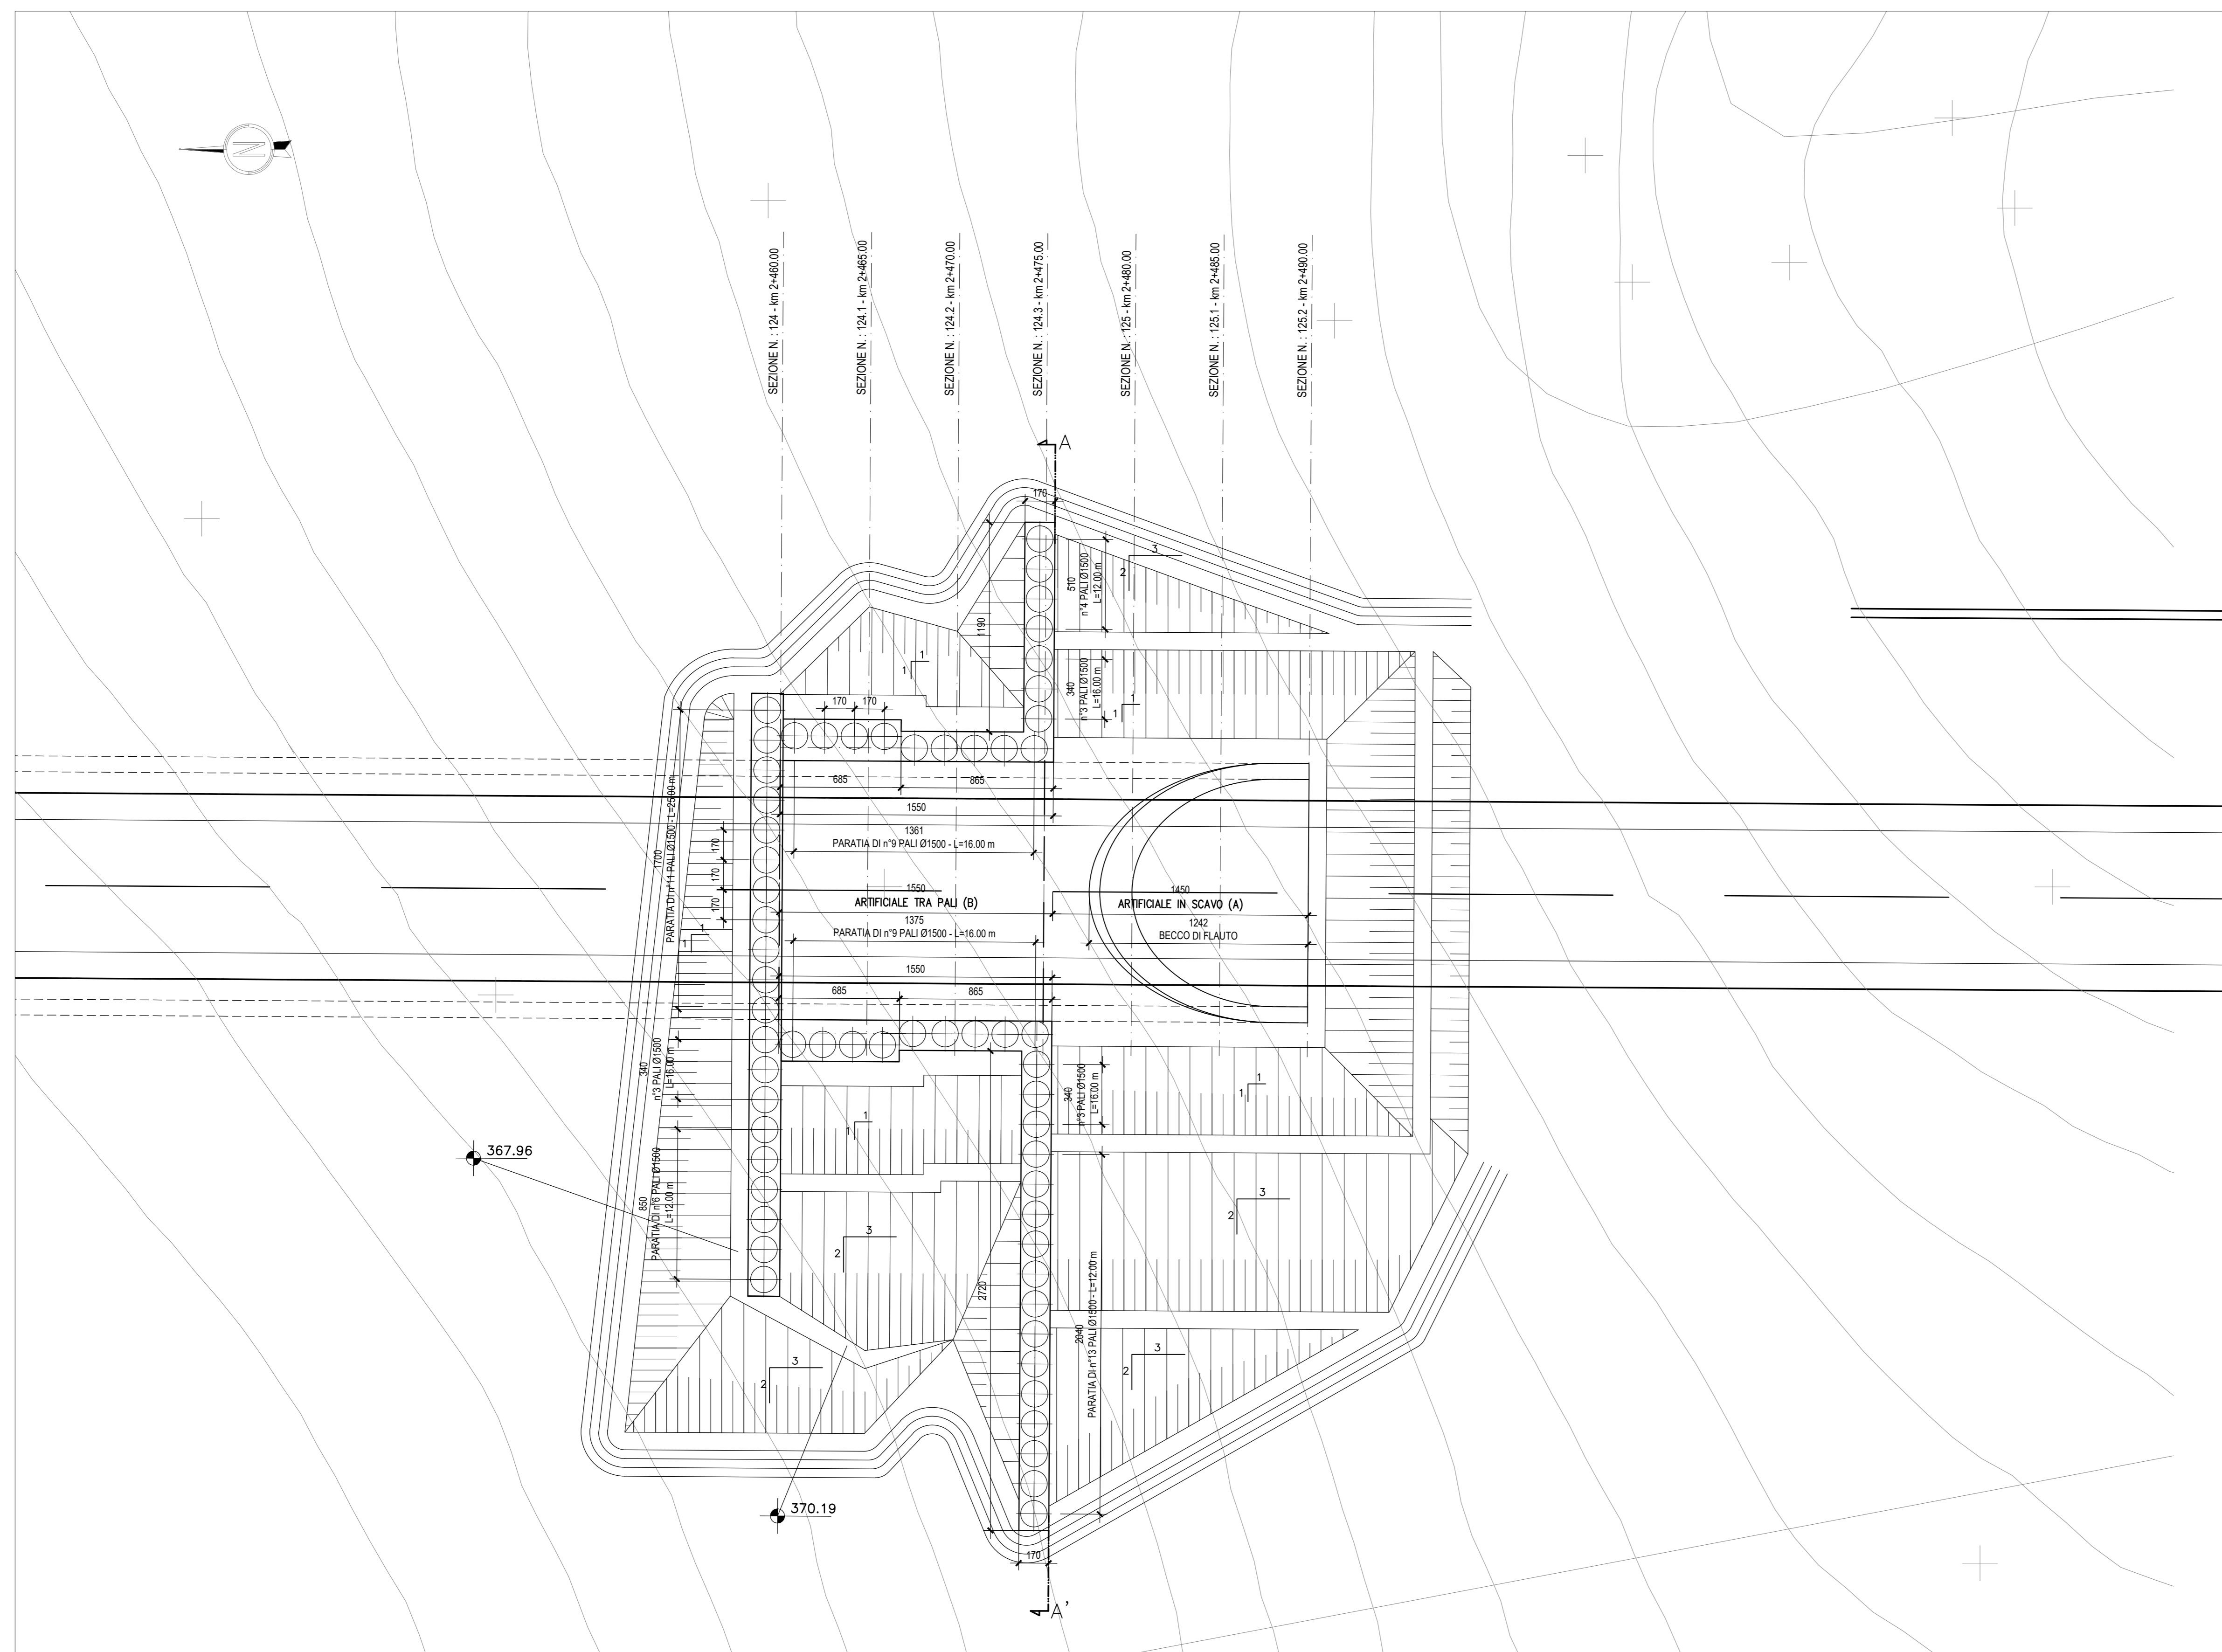 N
SEZIONE N. : 124 - km 2+460.00
SEZIONE N. : 124.1 - km 2+465.00
SEZIONE N. : 124.2 - km 2+470.00
SEZIONE N. : 124.3 - km 2+475.00
SEZIONE N. : 125 - km 2+480.00
SEZIONE N. : 125.1 - km 2+485.00
SEZIONE N. : 125.2 - km 2+490.00
A
170
1190
510
n°4 PALI Ø1500
L=12.00 m
3
2
1
1
340
n°3 PALI Ø1500
L=16.00 m
1
1
170
170
685
865
1550
1361
PARATIA DI n°9 PALI Ø1500 - L=16.00 m
1700
PARATIA DI n°11 PALI Ø1500 - L=25.00 m
170
170
170
1
1
1550
ARTIFICIALE TRA PALI (B)
1450
ARTIFICIALE IN SCAVO (A)
1375
PARATIA DI n°9 PALI Ø1500 - L=16.00 m
1242
BECCO DI FLAUTO
1550
685
865
340
n°3 PALI Ø1500
L=16.00 m
340
n°3 PALI Ø1500
L=16.00 m
1
1
1
1
367.96
850
PARATIA DI n°6 PALI Ø1500
L=12.00 m
3
2
3
2
2720
2040
PARATIA DI n°13 PALI Ø1500 - L=12.00 m
3
2
3
2
370.19
170
A'